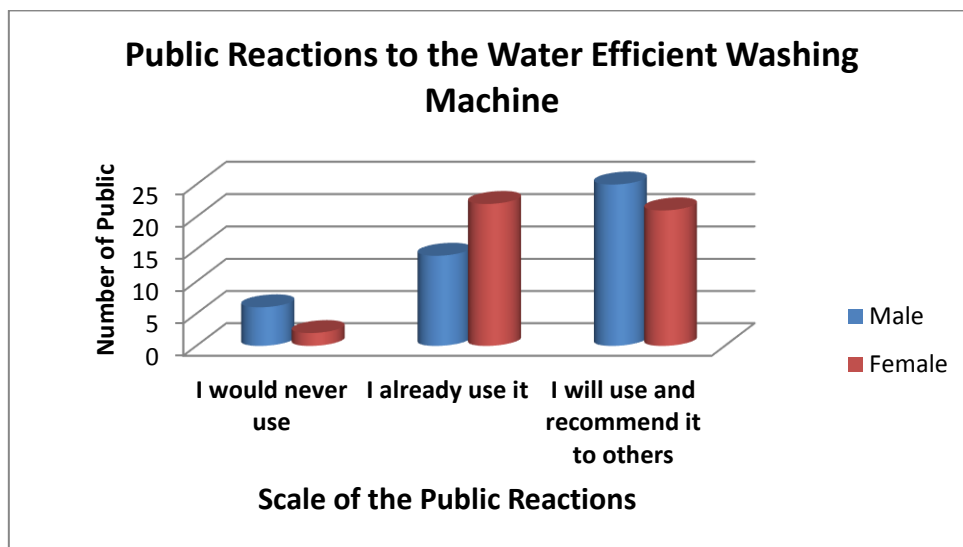 Public Reactions to the Water Efficient Washing
Machine
Number of Public
25
20
15
10
5
0
I would never
use
I already use it
I will use and
recommend it
to others
Scale of the Public Reactions
Male
Female